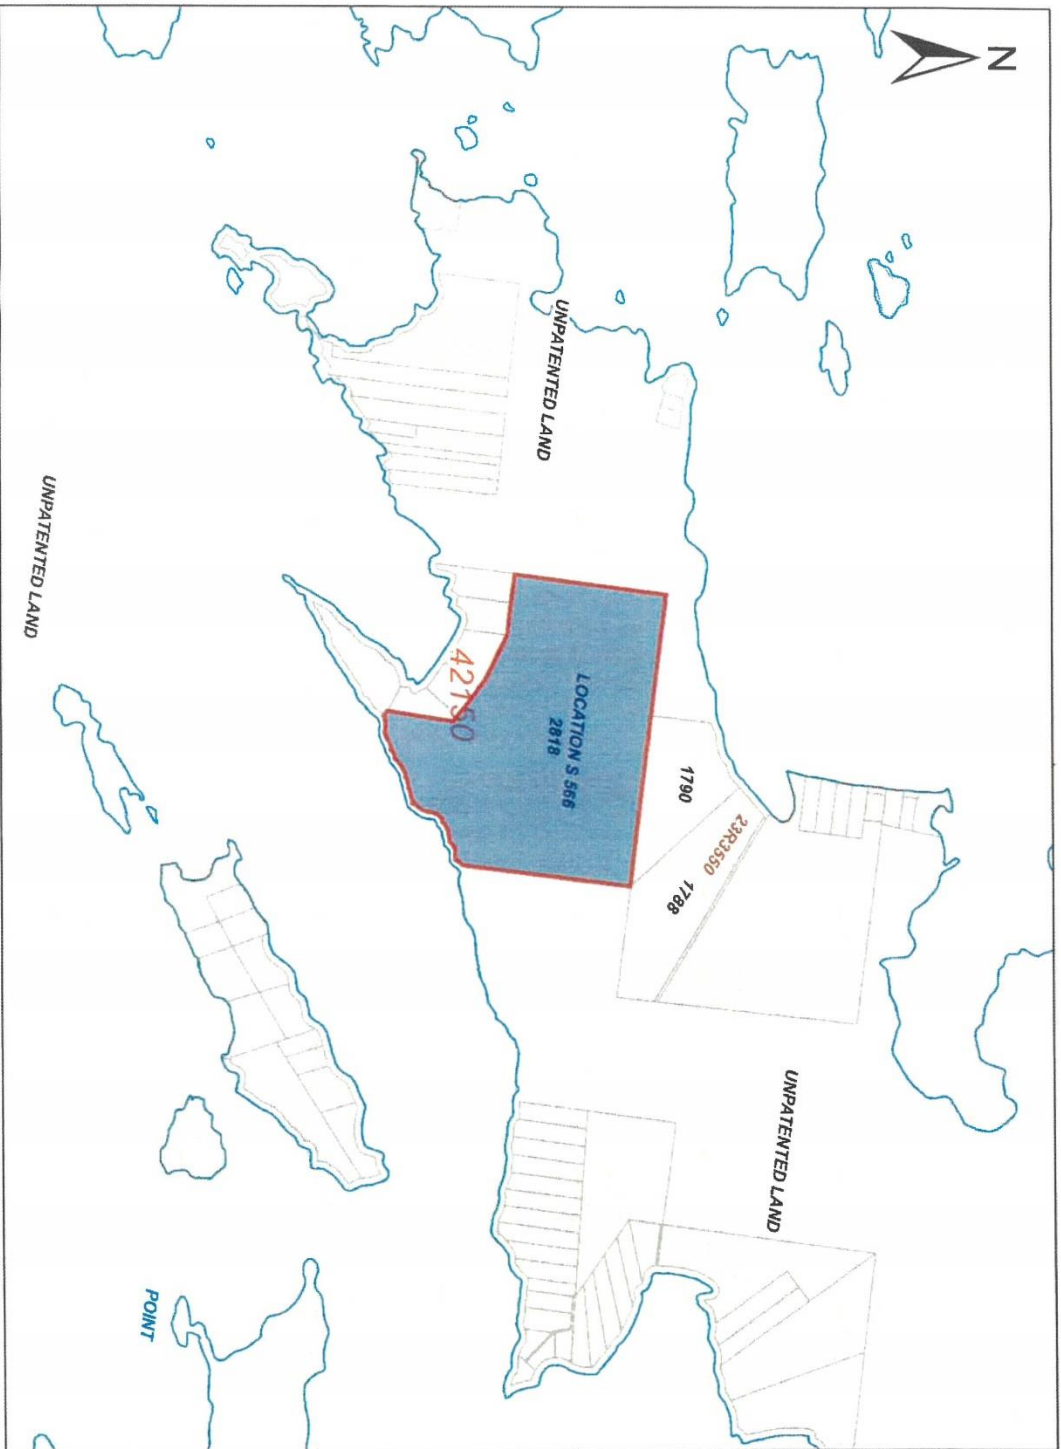 N
UNPATENTED LAND
23R3550
1790
1788
LOCATION S 566
2818
UNPATENTED LAND
42150
UNPATENTED LAND
POINT